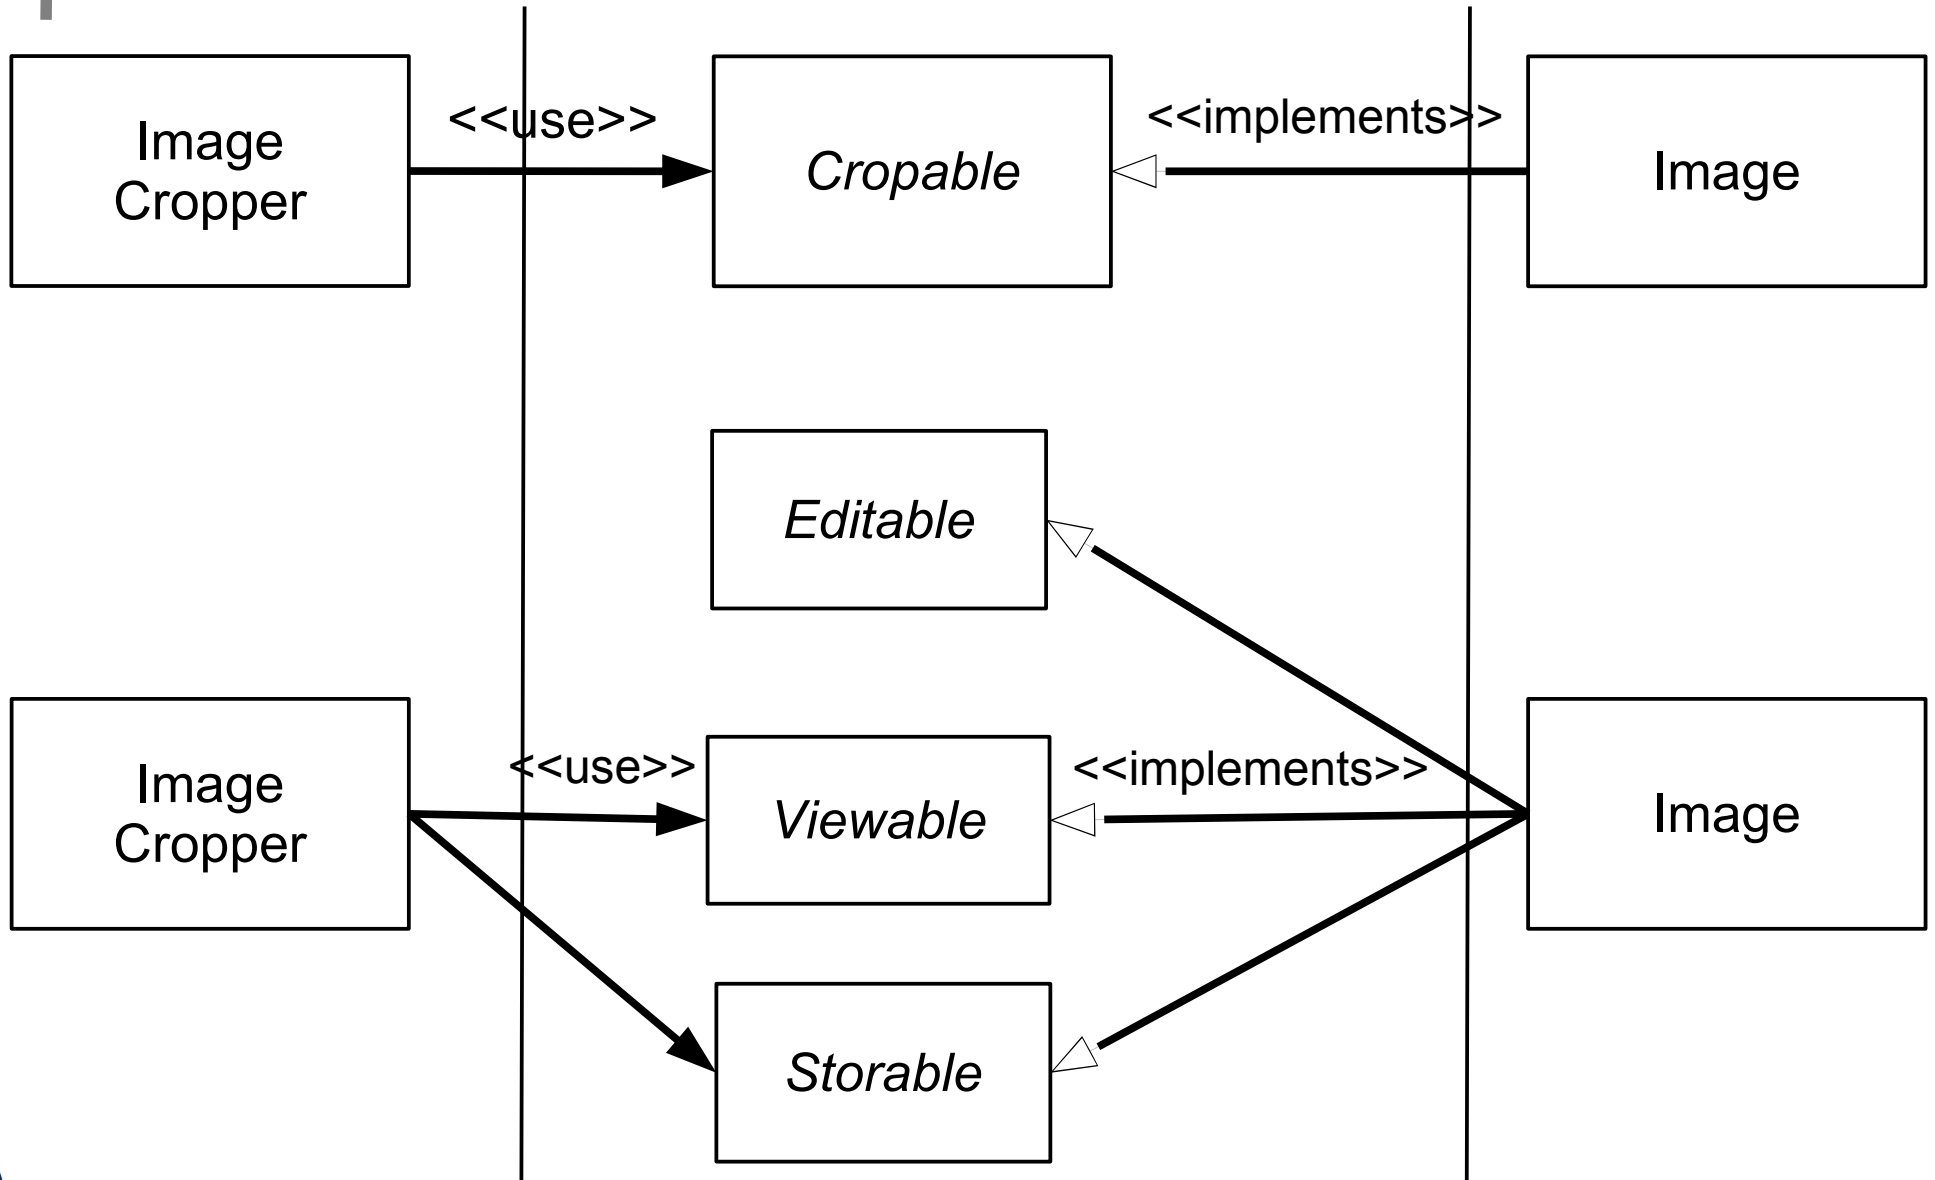 <<use>>
<<implements>>
Image
Cropper
Cropable
Image
Editable
<<use>>
<<implements>>
Image
Cropper
Viewable
Image
Storable